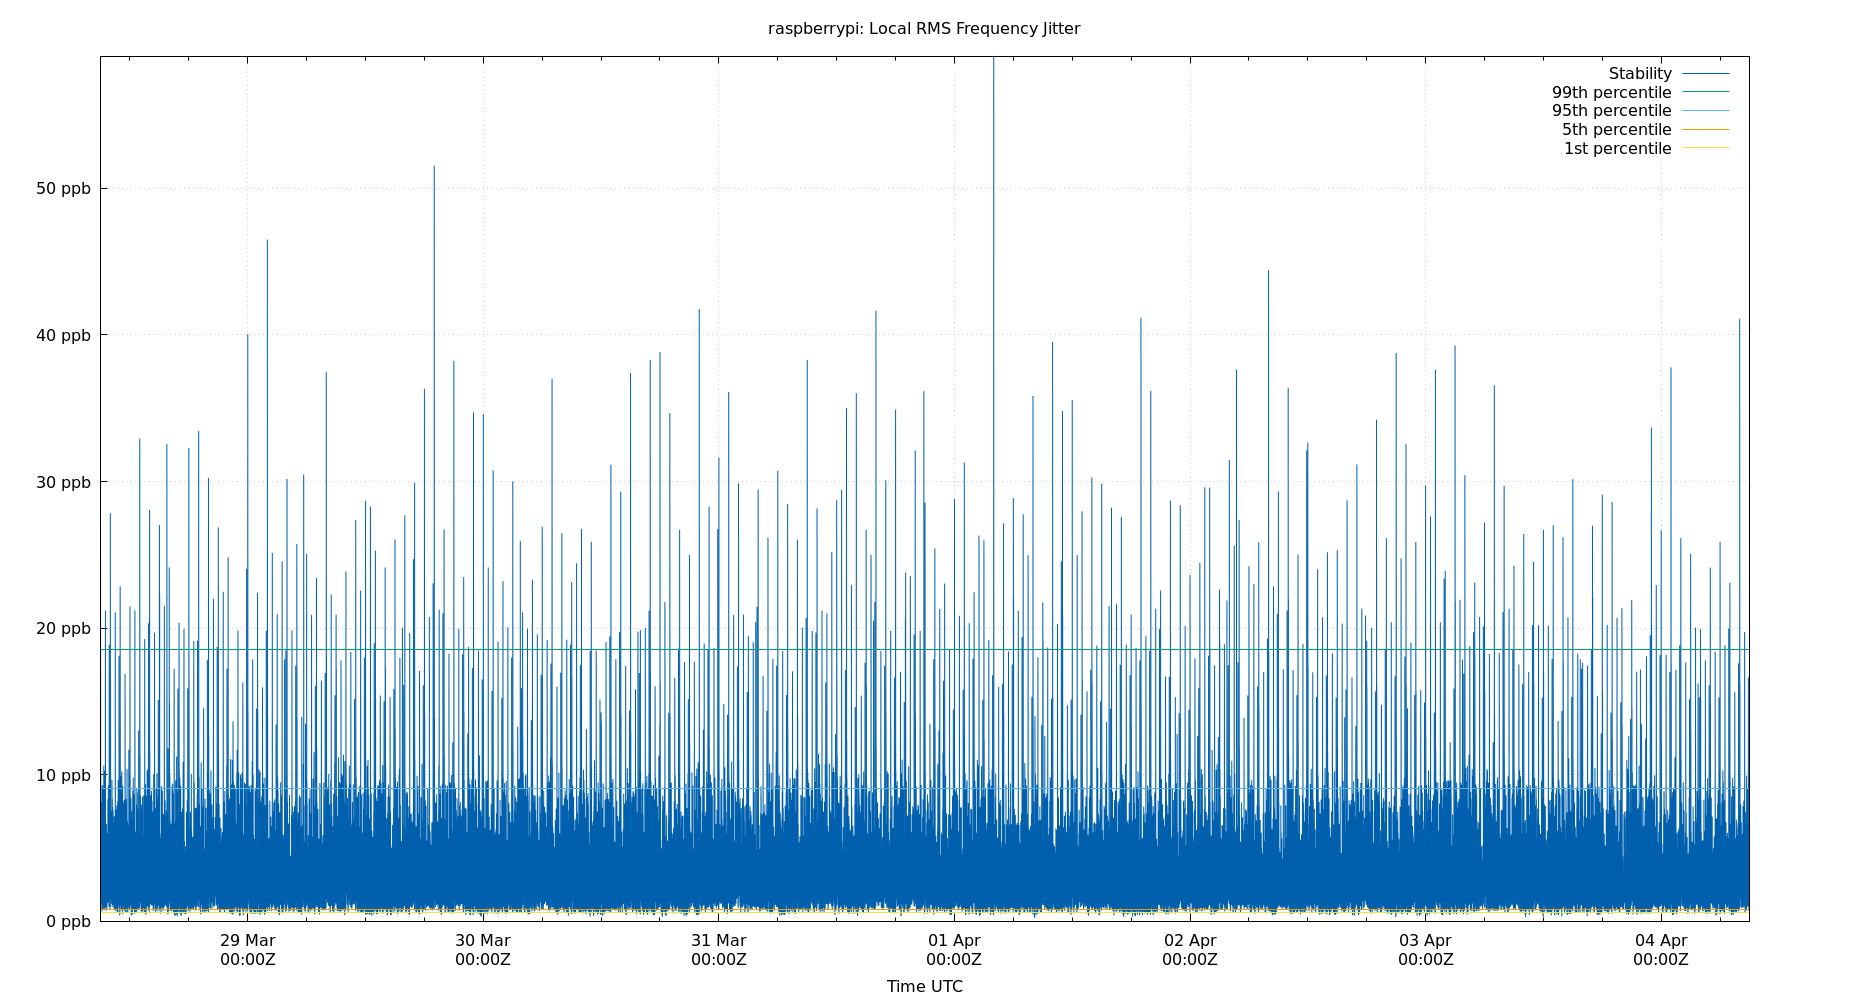 raspberrypi: Local RMS Frequency Jitter
Stability
99th percentile
95th percentile
5th percentile
1st percentile
50 ppb
40 ppb
30 ppb
20 ppb
10 ppb
0 ppb
29 Mar 30 Mar 31 Mar 01 Apr 02 Apr 03 Apr 04 Apr
00:00Z 00:00Z 00:00Z 00:00Z 00:00Z 00:00Z 00:00Z
Time UTC